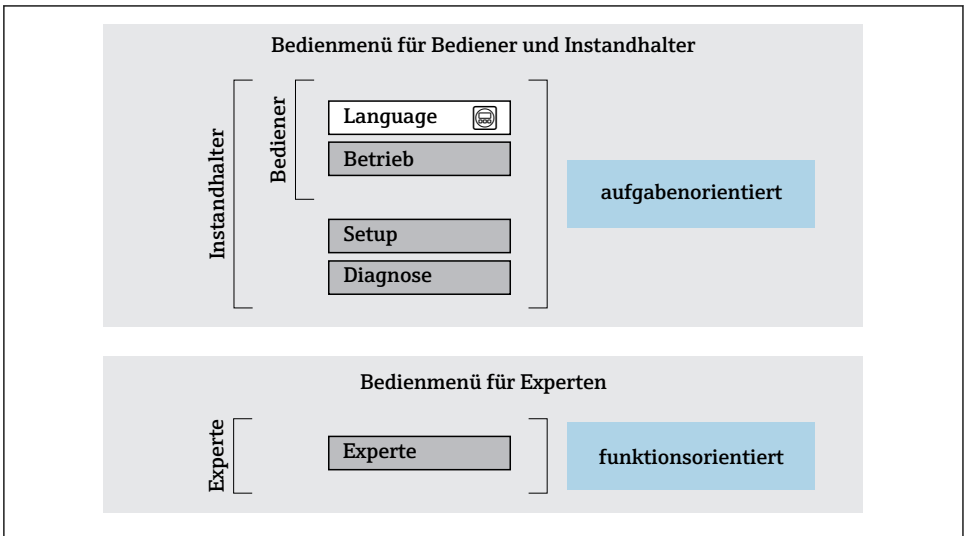 Bedienmenü für Bediener und Instandhalter
Instandhalter
Bediener
Language
Betrieb
Setup
Diagnose
aufgabenorientiert
Bedienmenü für Experten
Experte
Experte
funktionsorientiert